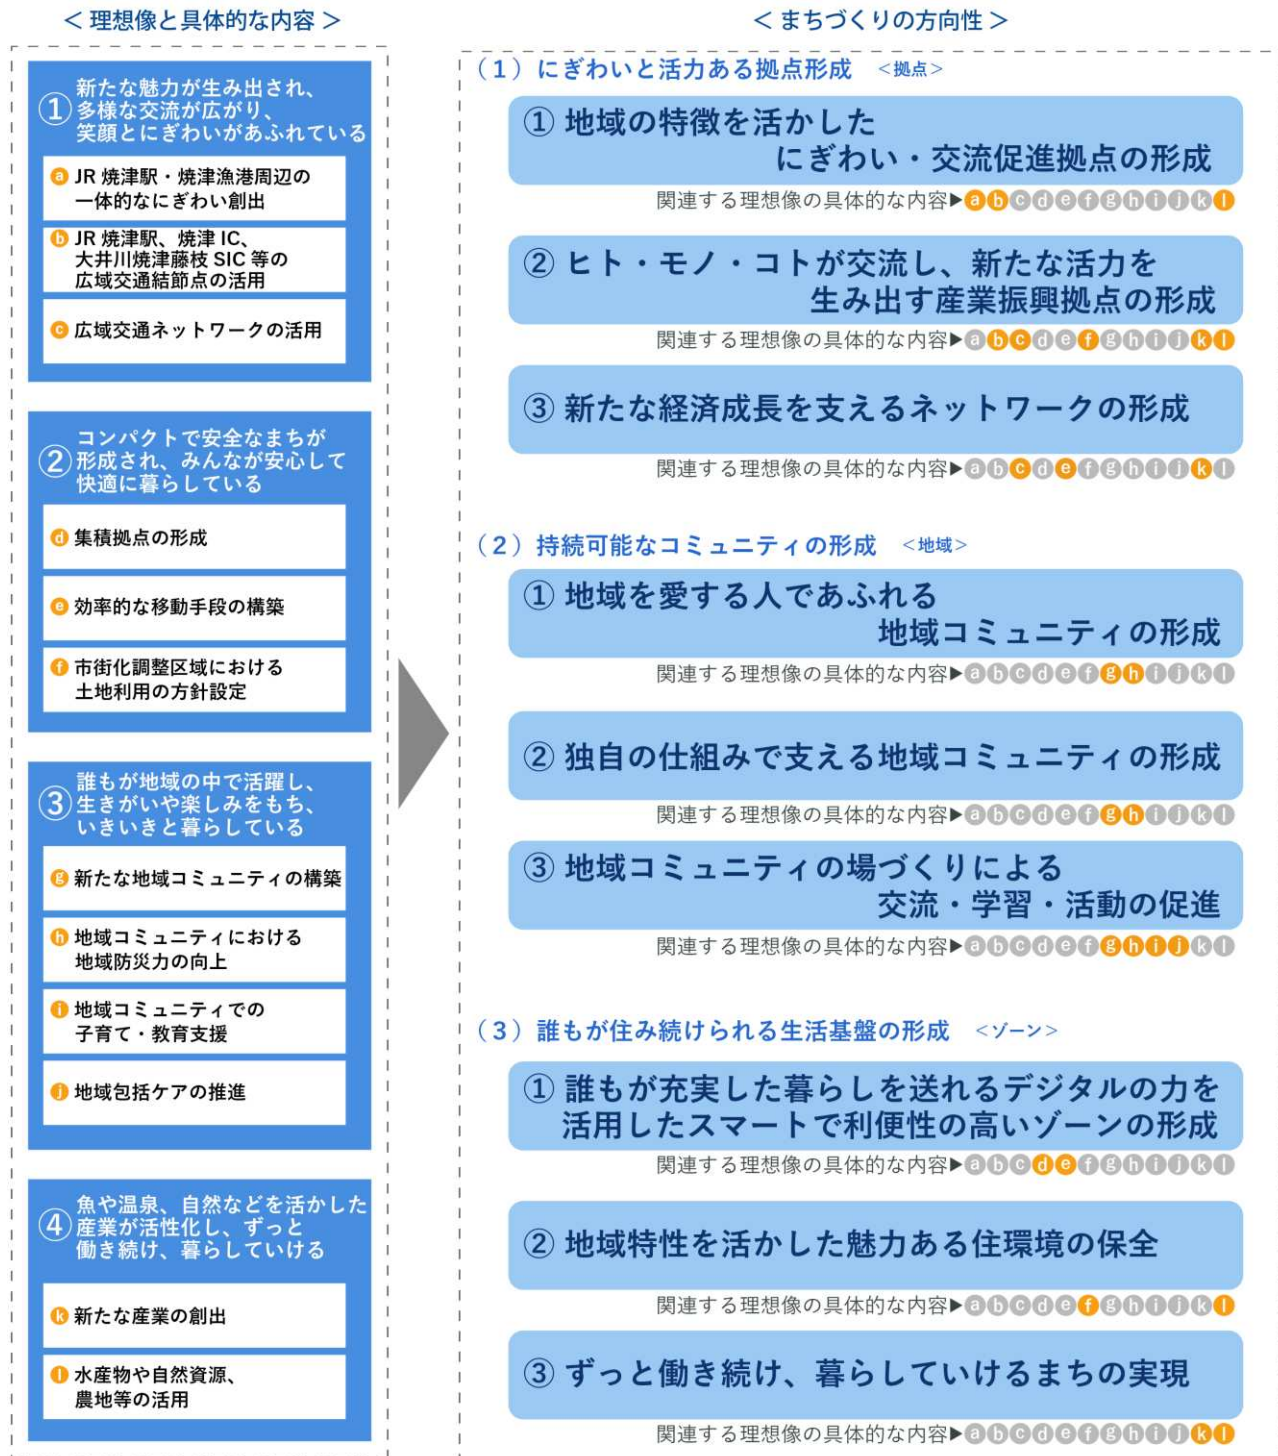 ＜理想像と具体的な内容＞
① 新たな魅力が生み出され、
多様な交流が広がり、
笑顔とにぎわいがあふれている
a JR 焼津駅・焼津漁港周辺の
一体的なにぎわい創出
b JR 焼津駅、焼津 IC、
大井川焼津藤枝 SIC 等の
広域交通結節点の活用
c 広域交通ネットワークの活用
② コンパクトで安全なまちが
形成され、みんなが安心して
快適に暮らしている
d 集積拠点の形成
e 効率的な移動手段の構築
f 市街化調整区域における
土地利用の方針設定
③ 誰もが地域の中で活躍し、
生きがいや楽しみをもち、
いきいきと暮らしている
g 新たな地域コミュニティの構築
h 地域コミュニティにおける
地域防災力の向上
i 地域コミュニティでの
子育て・教育支援
j 地域包括ケアの推進
④ 魚や温泉、自然などを活かした
産業が活性化し、ずっと
働き続け、暮らしていける
k 新たな産業の創出
l 水産物や自然資源、
農地等の活用
＜まちづくりの方向性＞
（1）にぎわいと活力ある拠点形成 ＜拠点＞
① 地域の特徴を活かした
にぎわい・交流促進拠点の形成
関連する理想像の具体的な内容▶abcdefghijkl
② ヒト・モノ・コトが交流し、新たな活力を
生み出す産業振興拠点の形成
関連する理想像の具体的な内容▶abcdefghijkl
③ 新たな経済成長を支えるネットワークの形成
関連する理想像の具体的な内容▶abcdefghijkl
（2）持続可能なコミュニティの形成 ＜地域＞
① 地域を愛する人であふれる
地域コミュニティの形成
関連する理想像の具体的な内容▶abcdefghijkl
② 独自の仕組みで支える地域コミュニティの形成
関連する理想像の具体的な内容▶abcdefghijkl
③ 地域コミュニティの場づくりによる
交流・学習・活動の促進
関連する理想像の具体的な内容▶abcdefghijkl
（3）誰もが住み続けられる生活基盤の形成 ＜ゾーン＞
① 誰もが充実した暮らしを送れるデジタルの力を
活用したスマートで利便性の高いゾーンの形成
関連する理想像の具体的な内容▶abcdefghijkl
② 地域特性を活かした魅力ある住環境の保全
関連する理想像の具体的な内容▶abcdefghijkl
③ ずっと働き続け、暮らしていけるまちの実現
関連する理想像の具体的な内容▶abcdefghijkl